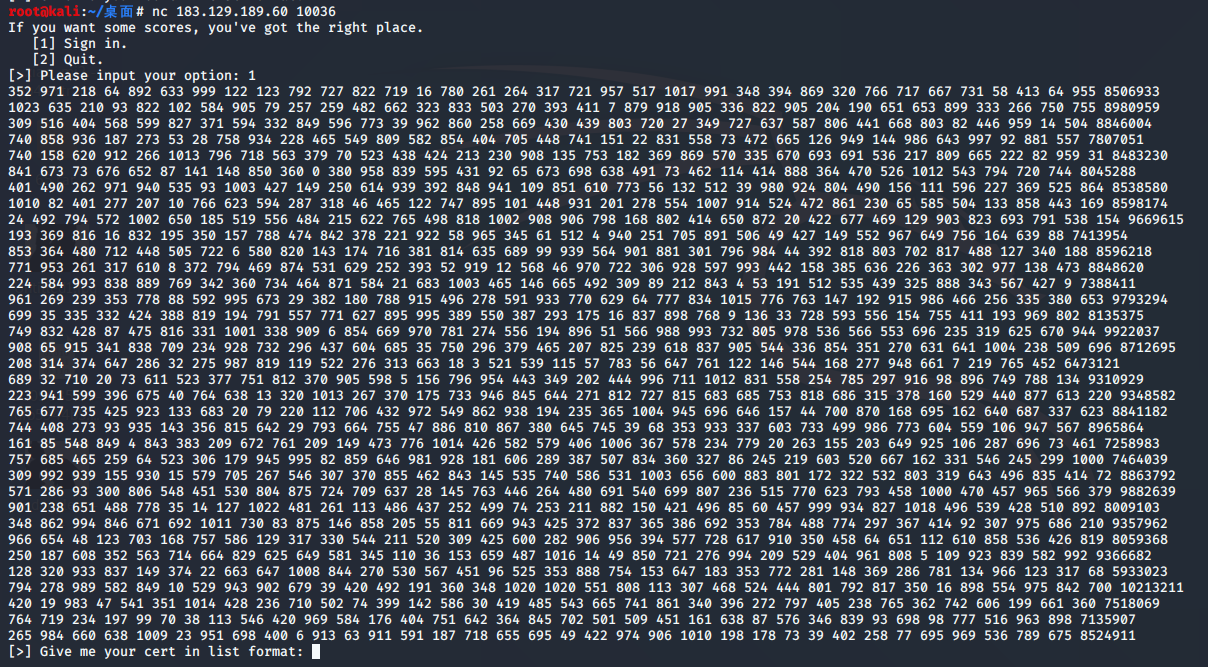 root@kali:~/桌面# nc 183.129.189.60 10036
If you want some scores, you've got the right place.
[1] Sign in.
[2] Quit.
[>] Please input your option: 1
352 971 218 64 892 633 999 122 123 792 727 822 719 16 780 261 264 317 721 957 517 1017 991 348 394 869 320 766 717 667 731 58 413 64 955 8506933
1023 635 210 93 822 102 584 905 79 257 259 482 662 323 833 503 270 393 411 7 879 918 905 336 822 905 204 190 651 653 899 333 266 750 755 8980959
309 516 404 568 599 827 371 594 332 849 596 773 39 962 860 258 669 430 439 803 720 27 349 727 637 587 806 441 668 803 82 446 959 14 504 8846004
740 858 936 187 273 53 28 758 934 228 465 549 809 582 854 404 705 448 741 151 22 831 558 73 472 665 126 949 144 986 643 997 92 881 557 7807051
740 158 620 912 266 1013 796 718 563 379 70 523 438 424 213 230 908 135 753 182 369 869 570 335 670 693 691 536 217 809 665 222 82 959 31 8483230
841 673 73 676 652 87 141 148 850 360 0 380 958 839 595 431 92 65 673 698 638 491 73 462 114 414 888 364 470 526 1012 543 794 720 744 8045288
401 490 262 971 940 535 93 1003 427 149 250 614 939 392 848 941 109 851 610 773 56 132 512 39 980 924 804 490 156 111 596 227 369 525 864 8538580
1010 82 401 277 207 10 766 623 594 287 318 46 465 122 747 895 101 448 931 201 278 554 1007 914 524 472 861 230 65 585 504 133 858 443 169 8598174
24 492 794 572 1002 650 185 519 556 484 215 622 765 498 818 1002 908 906 798 168 802 414 650 872 20 422 677 469 129 903 823 693 791 538 154 9669615
193 369 816 16 832 195 350 157 788 474 842 378 221 922 58 965 345 61 512 4 940 251 705 891 506 49 427 149 552 967 649 756 164 639 88 7413954
853 364 480 712 448 505 722 6 580 820 143 174 716 381 814 635 689 99 939 564 901 881 301 796 984 44 392 818 803 702 817 488 127 340 188 8596218
771 953 261 317 610 8 372 794 469 874 531 629 252 393 52 919 12 568 46 970 722 306 928 597 993 442 158 385 636 226 363 302 977 138 473 8848620
224 584 993 838 889 769 342 360 734 464 871 584 21 683 1003 465 146 665 492 309 89 212 843 4 53 191 512 535 439 325 888 343 567 427 9 7388411
961 269 239 353 778 88 592 995 673 29 382 180 788 915 496 278 591 933 770 629 64 777 834 1015 776 763 147 192 915 986 466 256 335 380 653 9793294
699 35 335 332 424 388 819 194 791 557 771 627 895 995 389 550 387 293 175 16 837 898 768 9 136 33 728 593 556 154 755 411 193 969 802 8135375
749 832 428 87 475 816 331 1001 338 909 6 854 669 970 781 274 556 194 896 51 566 988 993 732 805 978 536 566 553 696 235 319 625 670 944 9922037
908 65 915 341 838 709 234 928 732 296 437 604 685 35 750 296 379 465 207 825 239 618 837 905 544 336 854 351 270 631 641 1004 238 509 696 8712695
208 314 374 647 286 32 275 987 819 119 522 276 313 663 18 3 521 539 115 57 783 56 647 761 122 146 544 168 277 948 661 7 219 765 452 6473121
689 32 710 20 73 611 523 377 751 812 370 905 598 5 156 796 954 443 349 202 444 996 711 1012 831 558 254 785 297 916 98 896 749 788 134 9310929
223 941 599 396 675 40 764 638 13 320 1013 267 370 175 733 946 845 644 271 812 727 815 683 685 753 818 686 315 378 160 529 440 877 613 220 9348582
765 677 735 425 923 133 683 20 79 220 112 706 432 972 549 862 938 194 235 365 1004 945 696 646 157 44 700 870 168 695 162 640 687 337 623 8841182
744 408 273 93 935 143 356 815 642 29 793 664 755 47 886 810 867 380 645 745 39 68 353 933 337 603 733 499 986 773 604 559 106 947 567 8965864
161 85 548 849 4 843 383 209 672 761 209 149 473 776 1014 426 582 579 406 1006 367 578 234 779 20 263 155 203 649 925 106 287 696 73 461 7258983
757 685 465 259 64 523 306 179 945 995 82 859 646 981 928 181 606 289 387 507 834 360 327 86 245 219 603 520 667 162 331 546 245 299 1000 7464039
309 992 939 155 930 15 579 705 267 546 307 370 855 462 843 145 535 740 586 531 1003 656 600 883 801 172 322 532 803 319 643 496 835 414 72 8863792
571 286 93 300 806 548 451 530 804 875 724 709 637 28 145 763 446 264 480 691 540 699 807 236 515 770 623 793 458 1000 470 457 965 566 379 9882639
901 238 651 488 778 35 14 127 1022 481 261 113 486 437 252 499 74 253 211 882 150 421 496 85 60 457 999 934 827 1018 496 539 428 510 892 8009103
348 862 994 846 671 692 1011 730 83 875 146 858 205 55 811 669 943 425 372 837 365 386 692 353 784 488 774 297 367 414 92 307 975 686 210 9357962
966 654 48 123 703 168 757 586 129 317 330 544 211 520 309 425 600 282 906 956 394 577 728 617 910 350 458 64 651 112 610 858 536 426 819 8059368
250 187 608 352 563 714 664 829 625 649 581 345 110 36 153 659 487 1016 14 49 850 721 276 994 209 529 404 961 808 5 109 923 839 582 992 9366682
128 320 933 837 149 374 22 663 647 1008 844 270 530 567 451 96 525 353 888 754 153 647 183 353 772 281 148 369 286 781 134 966 123 317 68 5933023
794 278 989 582 849 10 529 943 902 679 39 420 492 191 360 348 1020 1020 551 808 113 307 468 524 444 801 792 817 350 16 898 554 975 842 700 10213211
420 19 983 47 541 351 1014 428 236 710 502 74 399 142 586 30 419 485 543 665 741 861 340 396 272 797 405 238 765 362 742 606 199 661 360 7518069
764 719 234 197 99 70 38 113 546 420 969 584 176 404 751 642 364 845 702 501 509 451 161 638 87 576 346 839 93 698 98 777 516 963 898 7135907
265 984 660 638 1009 23 951 698 400 6 913 63 911 591 187 718 655 695 49 422 974 906 1010 198 178 73 39 402 258 77 695 969 536 789 675 8524911
[>] Give me your cert in list format: